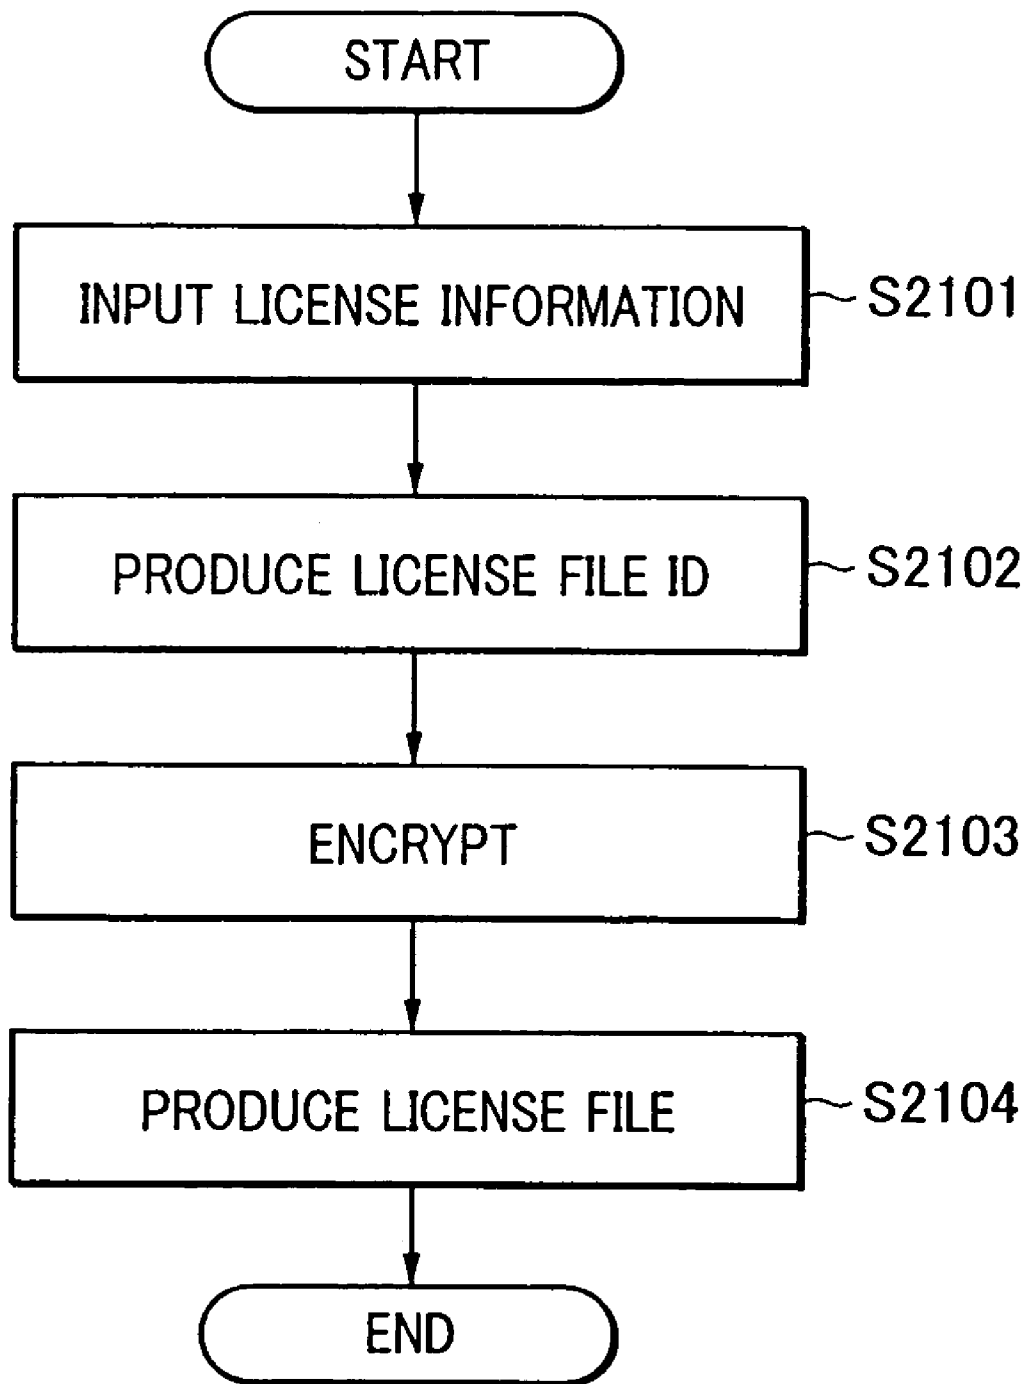 START
INPUT LICENSE INFORMATION
S2101
PRODUCE LICENSE FILE ID
S2102
ENCRYPT
S2103
PRODUCE LICENSE FILE
S2104
END